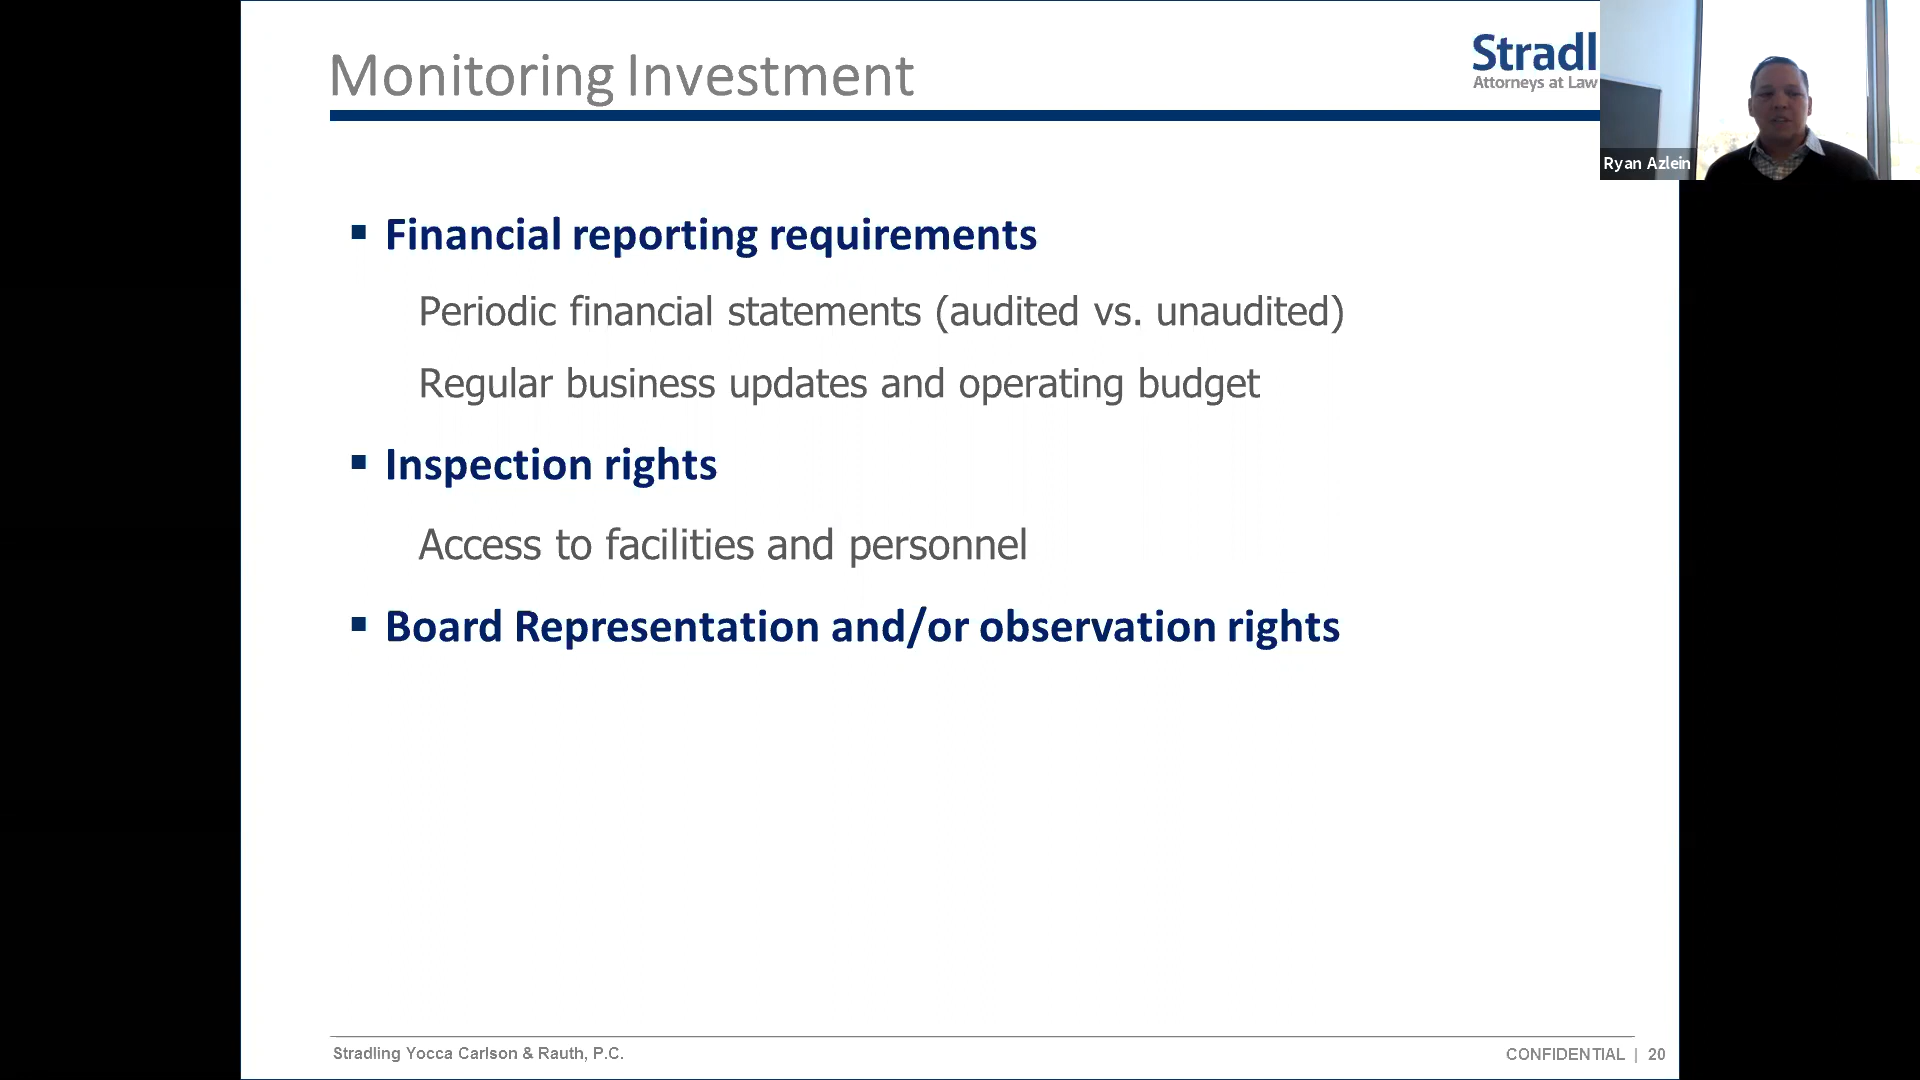 Monitoring Investment
Stradl
Attorneys at Law
Ryan Azlein
▪ Financial reporting requirements
Periodic financial statements (audited vs. unaudited)
Regular business updates and operating budget
▪ Inspection rights
Access to facilities and personnel
▪ Board Representation and/or observation rights
Stradling Yocca Carlson & Rauth, P.C.
CONFIDENTIAL | 20